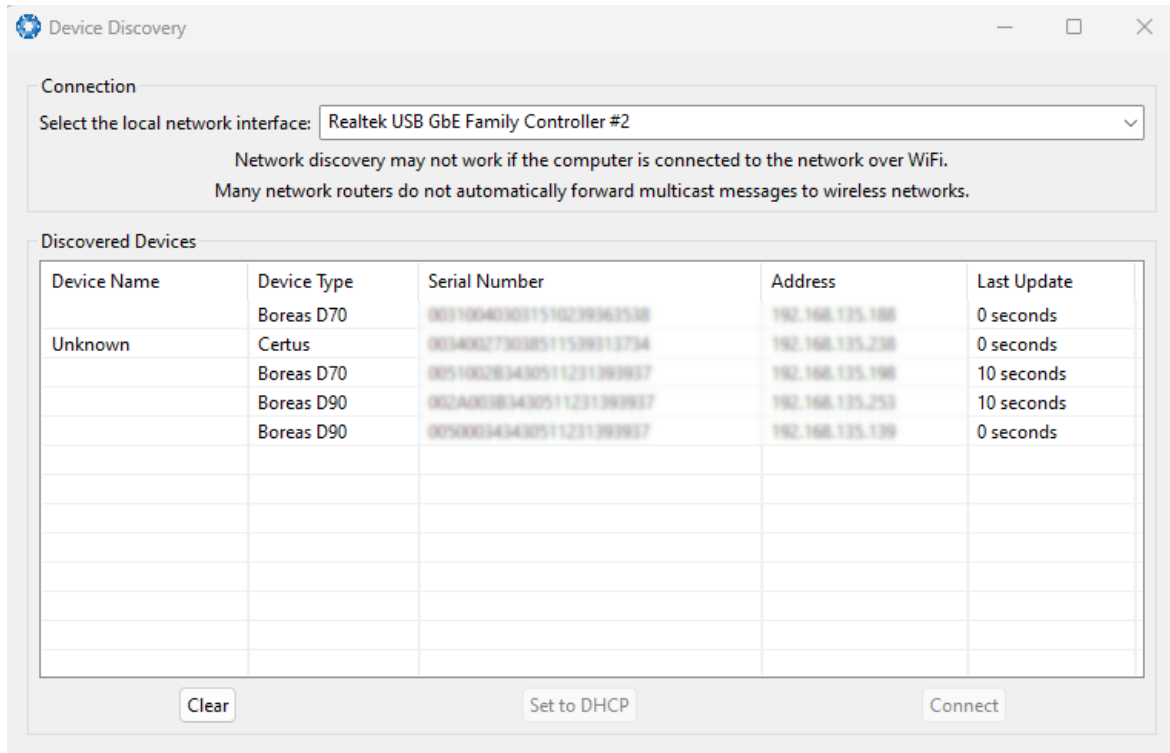 Device Discovery
Connection
Select the local network interface: Realtek USB GbE Family Controller #2
Network discovery may not work if the computer is connected to the network over WiFi.
Many network routers do not automatically forward multicast messages to wireless networks.
Discovered Devices
Device Name Device Type Serial Number Address Last Update
Boreas D70 0 seconds
Unknown Certus 0 seconds
Boreas D70 10 seconds
Boreas D90 10 seconds
Boreas D90 0 seconds
Clear Set to DHCP Connect